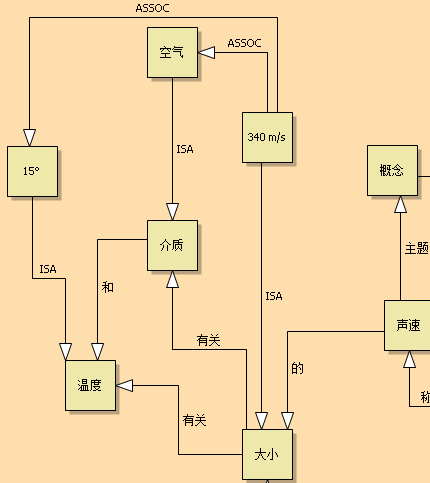 ASSOC
空气
ASSOC
340 m/s
ISA
15°
概念
介质
主题
ISA
和
ISA
有关
声速
的
温度
称
有关
大小